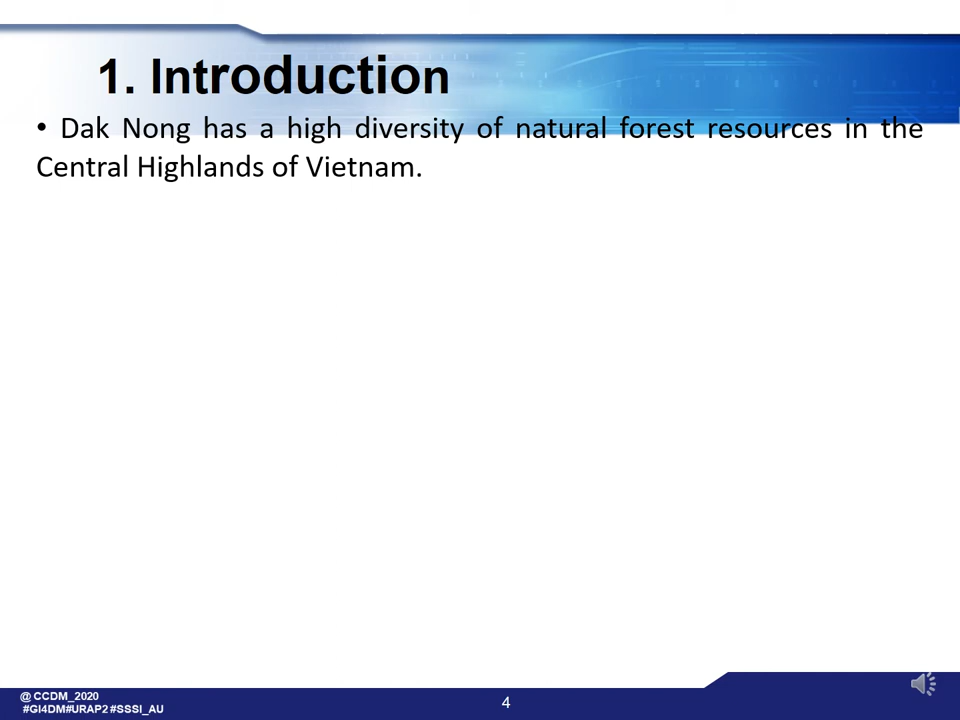 1. Introduction
• Dak Nong has a high diversity of natural forest resources in the
Central Highlands of Vietnam.
@ CCDM_2020
#GI4DM#URAP2 #SSSI_AU
4